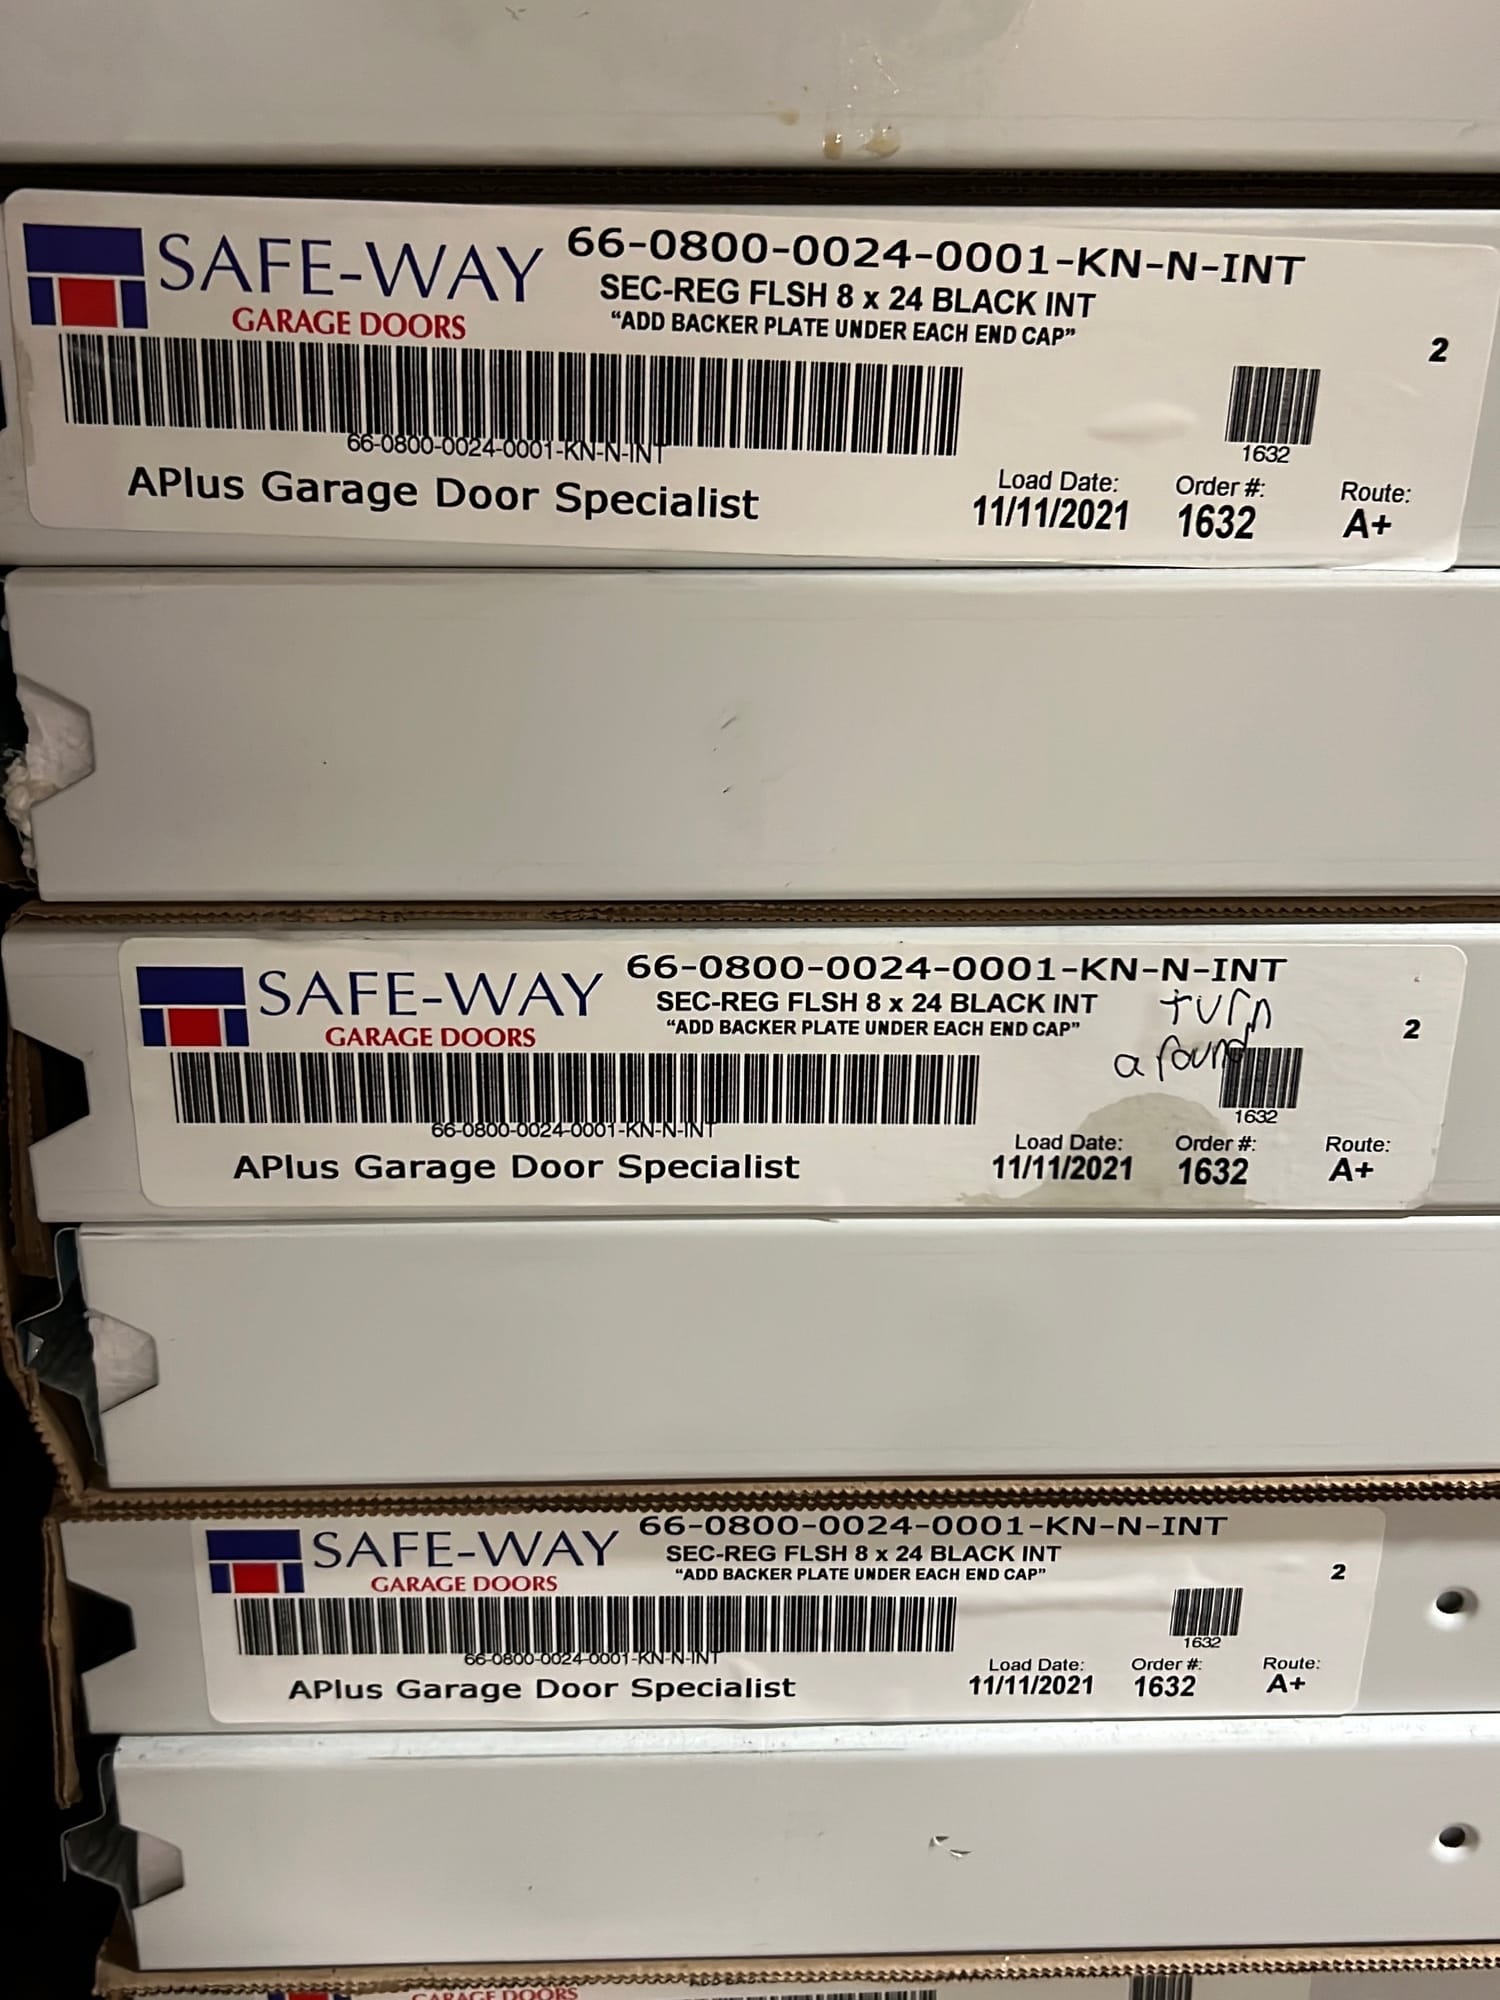 SAFE-WAY
GARAGE DOORS
66-0800-0024-0001-KN-N-INT
SEC-REG FLSH 8 x 24 BLACK INT
“ADD BACKER PLATE UNDER EACH END CAP”
2
66-0800-0024-0001-KN-N-INT
1632
APlus Garage Door Specialist
Load Date:
11/11/2021
Order #:
1632
Route:
A+
SAFE-WAY
GARAGE DOORS
66-0800-0024-0001-KN-N-INT
SEC-REG FLSH 8 x 24 BLACK INT
“ADD BACKER PLATE UNDER EACH END CAP”
turn
around
2
66-0800-0024-0001-KN-N-INT
1632
APlus Garage Door Specialist
Load Date:
11/11/2021
Order #:
1632
Route:
A+
SAFE-WAY
GARAGE DOORS
66-0800-0024-0001-KN-N-INT
SEC-REG FLSH 8 x 24 BLACK INT
“ADD BACKER PLATE UNDER EACH END CAP”
2
66-0800-0024-0001-KN-N-INT
1632
APlus Garage Door Specialist
Load Date:
11/11/2021
Order #:
1632
Route:
A+
GARAGE DOORS